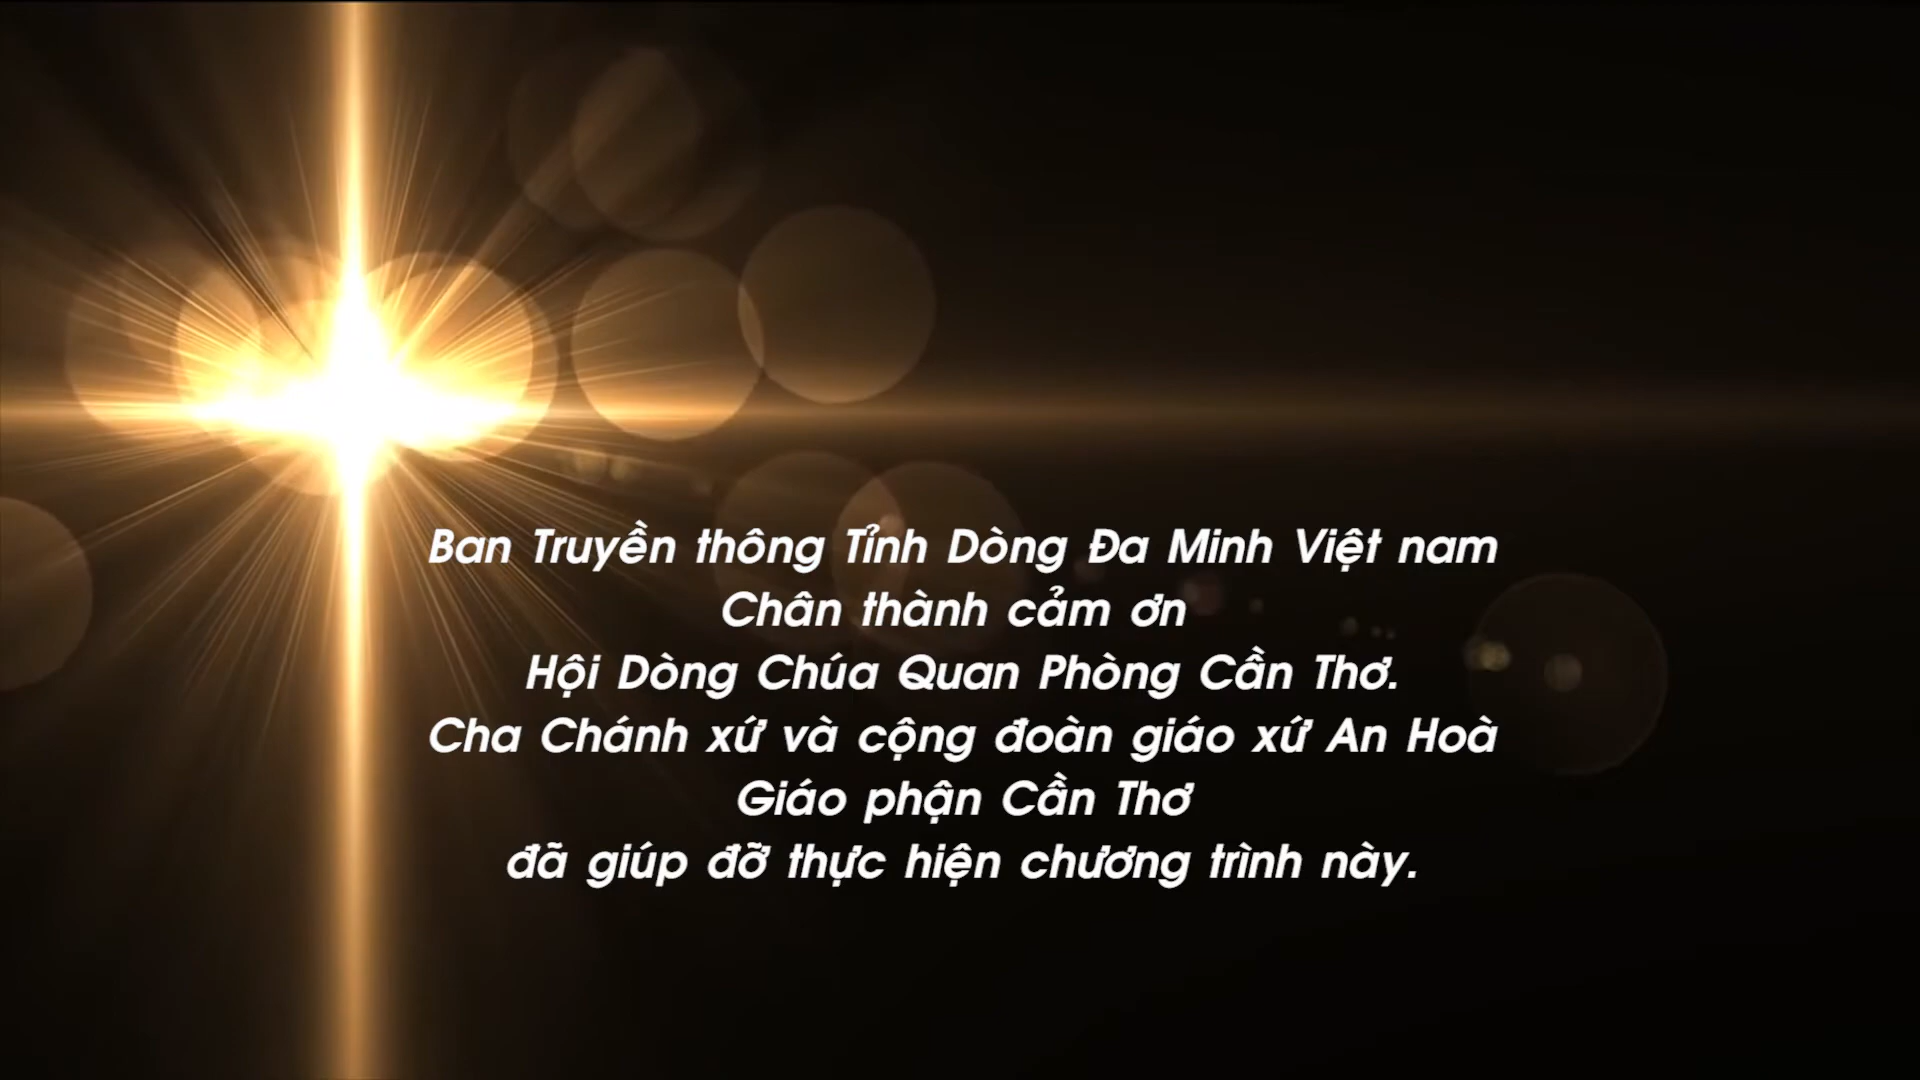 Ban Truyền thông Tỉnh Dòng Đa Minh Việt nam
Chân thành cảm ơn
Hội Dòng Chúa Quan Phòng Cần Thơ.
Cha Chánh xứ và cộng đoàn giáo xứ An Hoà
Giáo phận Cần Thơ
đã giúp đỡ thực hiện chương trình này.